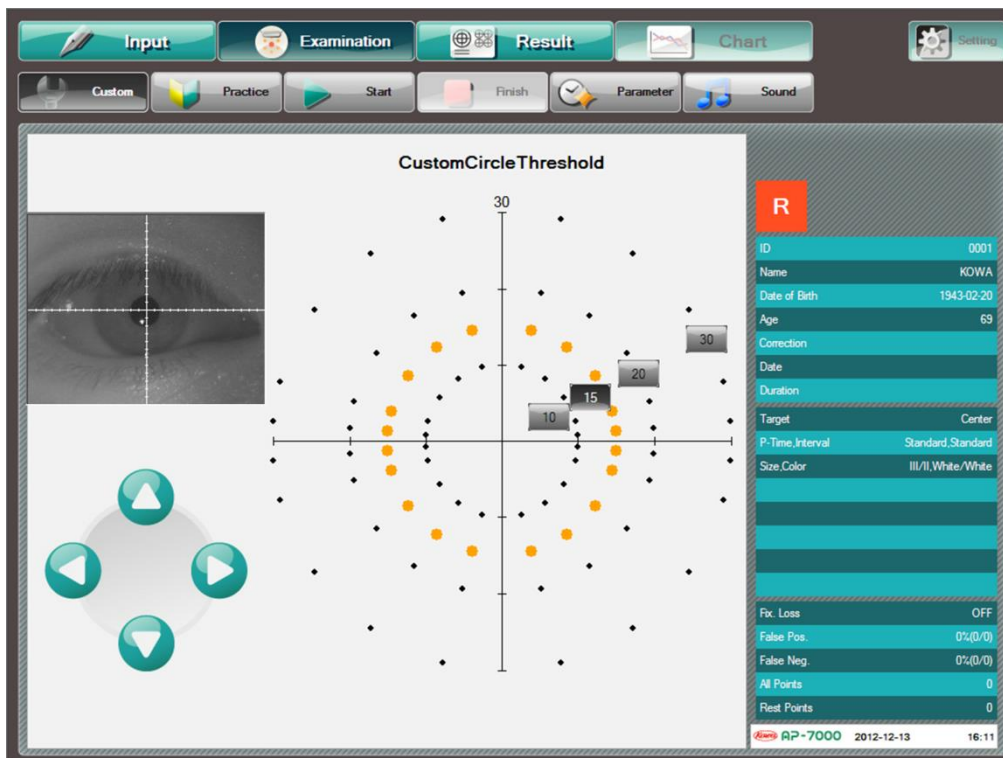 Input Examination Result Chart Setting
Custom Practice Start Finish Parameter Sound
CustomCircleThreshold
30
30
20
15
10
R
ID 0001
Name KOWA
Date of Birth 1943-02-20
Age 69
Correction
Date
Duration
Target Center
P-Time,Interval Standard,Standard
Size,Color III/II,White/White
Fix. Loss OFF
False Pos. 0%(0/0)
False Neg. 0%(0/0)
All Points 0
Rest Points 0
Kowa AP-7000 2012-12-13 16:11